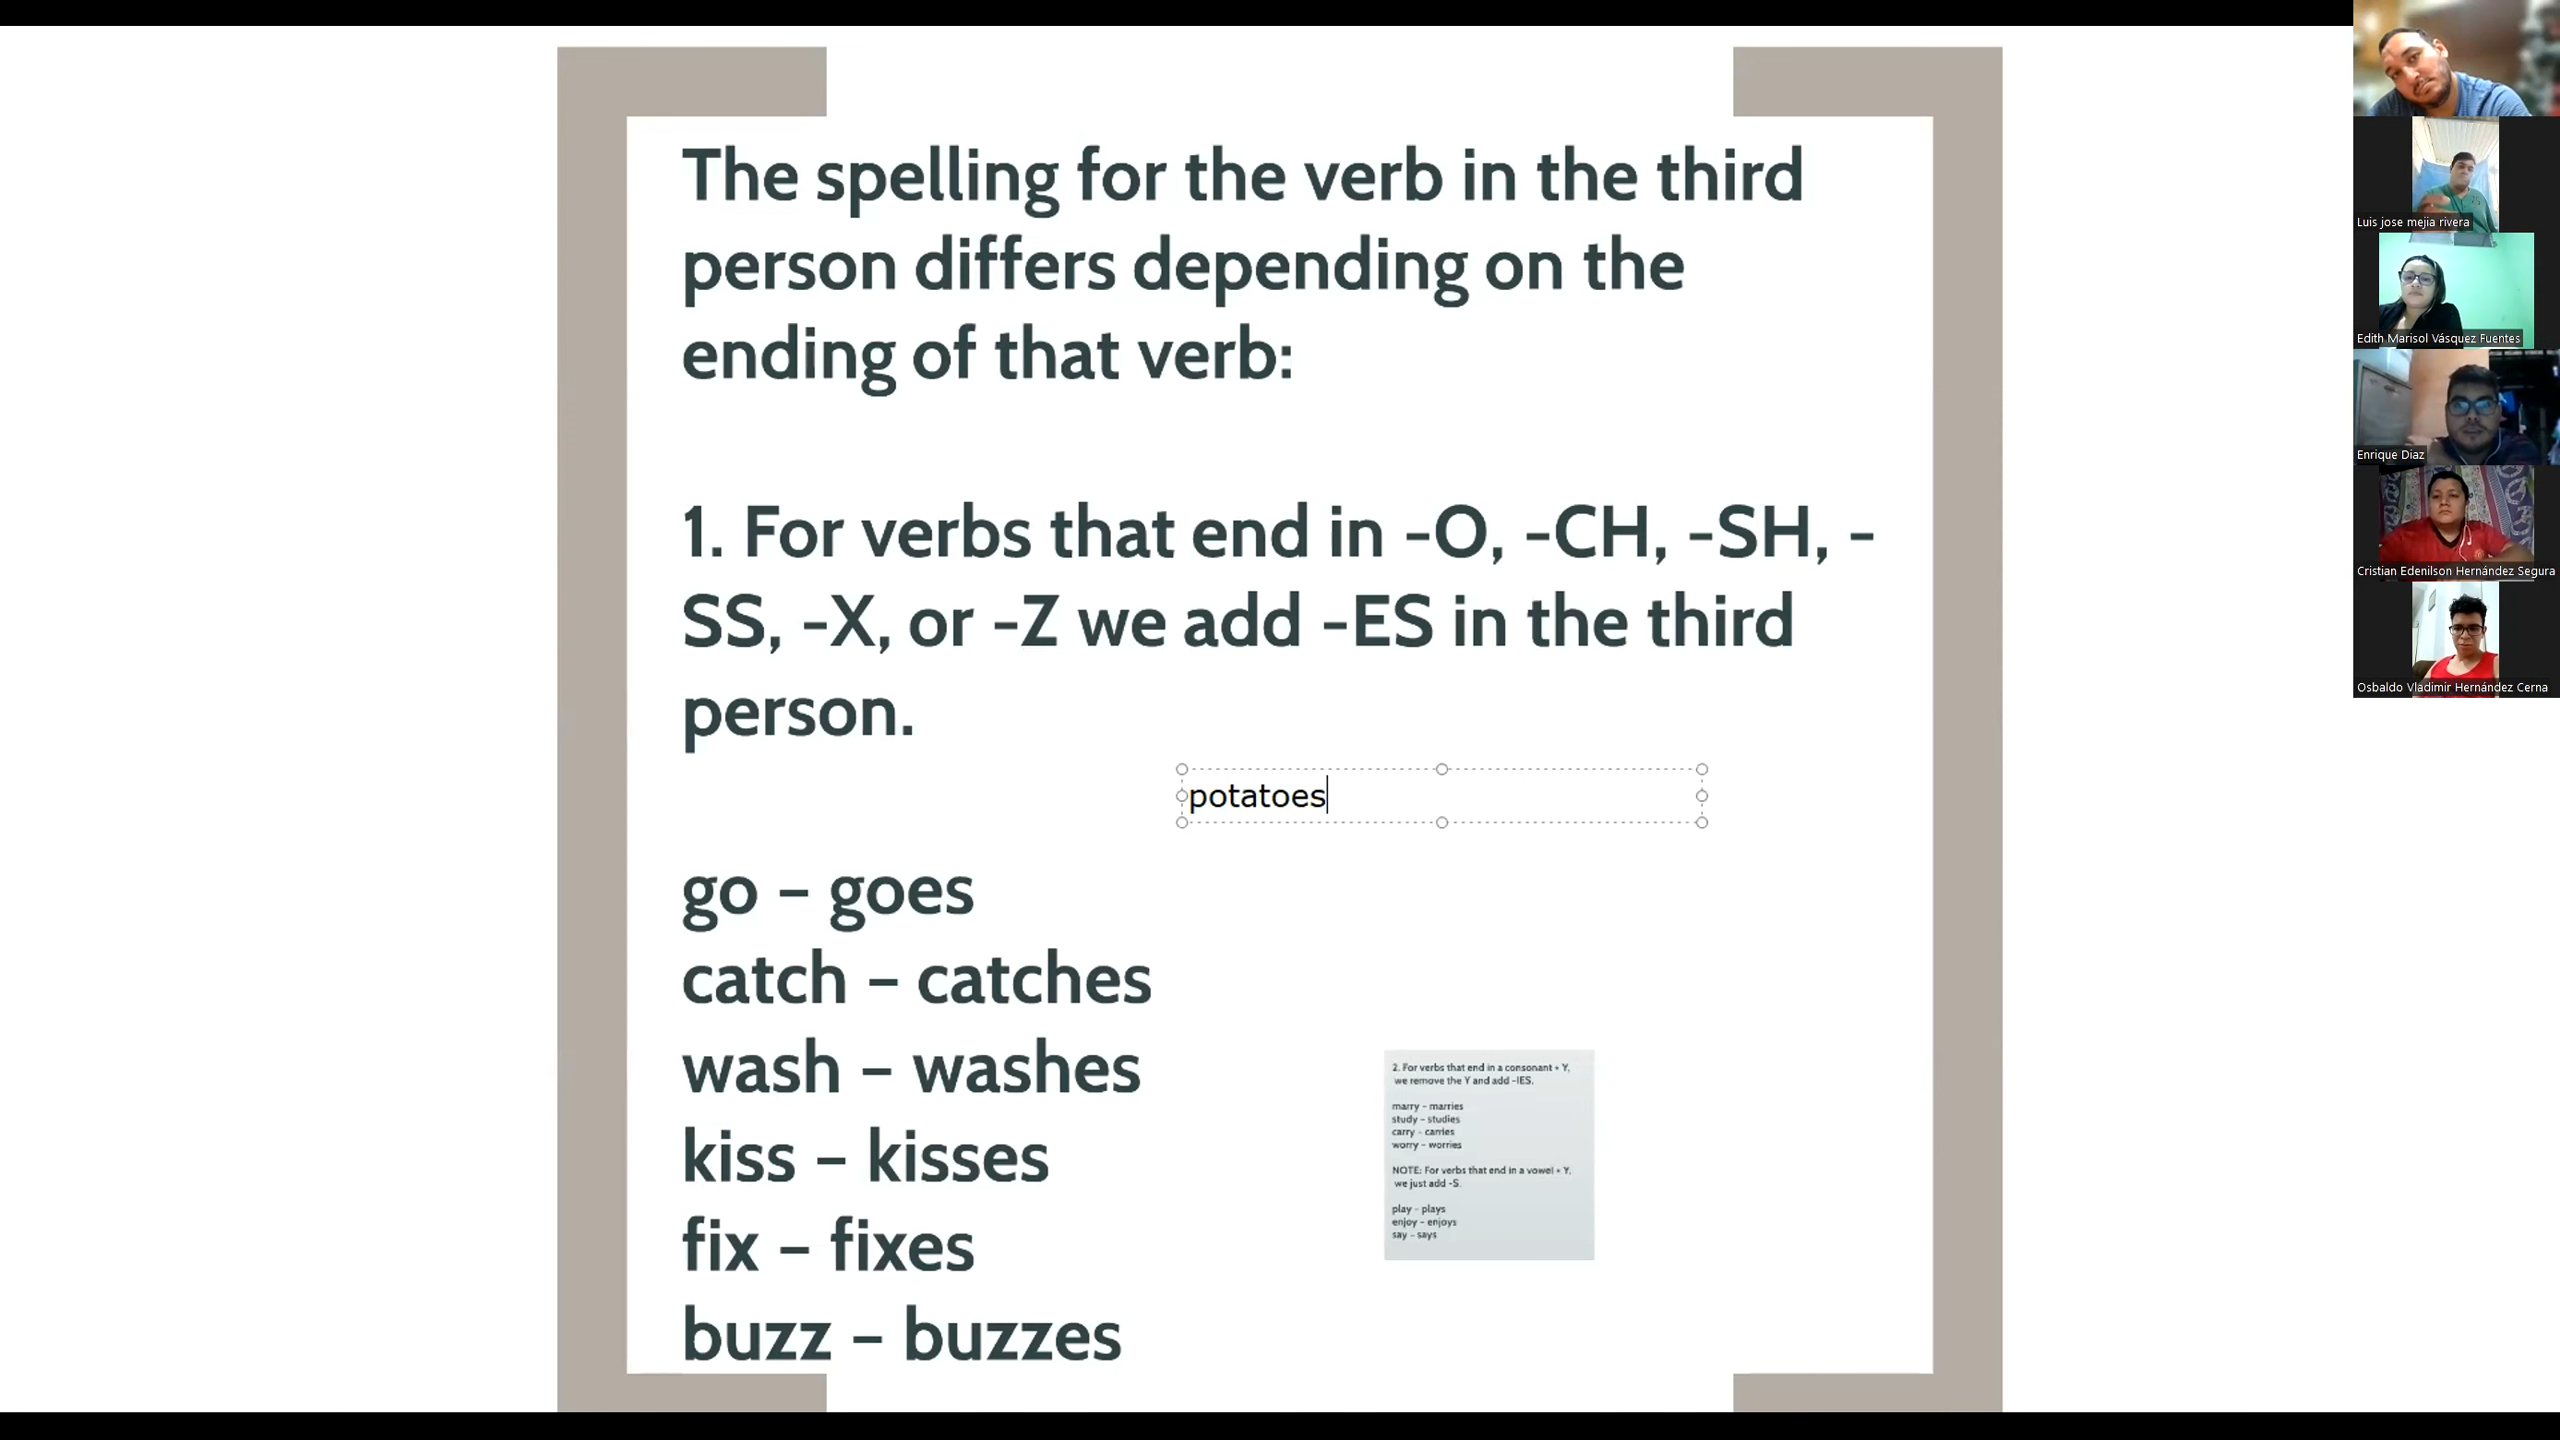 The spelling for the verb in the third
person differs depending on the
ending of that verb:
1. For verbs that end in -O, -CH, -SH, -
SS, -X, or -Z we add -ES in the third
person.
potatoes
go – goes
catch – catches
wash – washes
kiss – kisses
fix – fixes
buzz – buzzes
2. For verbs that end in a consonant + Y,
we remove the Y and add -IES.
marry – marries
study – studies
carry – carries
worry – worries
NOTE: For verbs that end in a vowel + Y,
we just add -S.
play – plays
enjoy – enjoys
say – says
Luis jose mejia rivera
Edith Marisol Vásquez Fuentes
Enrique Diaz
Cristian Edenilson Hernández Segura
Osbaldo Vladimir Hernández Cerna